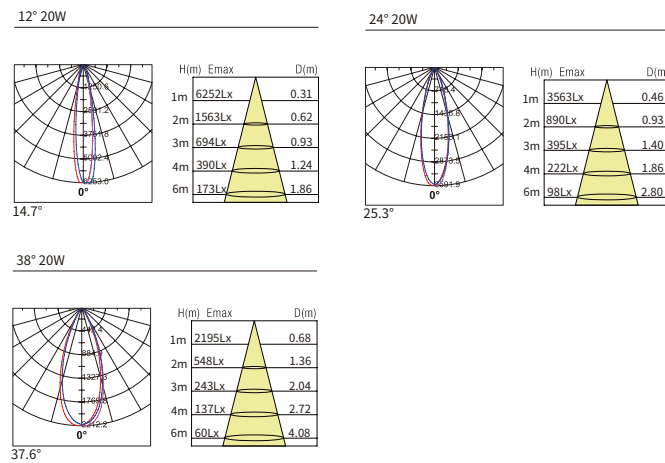 12° 20W
H(m) Emax D(m)
1m 6252Lx 0.31
2m 1563Lx 0.62
3m 694Lx 0.93
4m 390Lx 1.24
6m 173Lx 1.86
0°
14.7°
24° 20W
H(m) Emax D(m
1m 3563Lx 0.46
2m 890Lx 0.93
3m 395Lx 1.40
4m 222Lx 1.86
6m 98Lx 2.80
0°
25.3°
38° 20W
H(m) Emax D(m)
1m 2195Lx 0.68
2m 548Lx 1.36
3m 243Lx 2.04
4m 137Lx 2.72
6m 60Lx 4.08
0°
37.6°